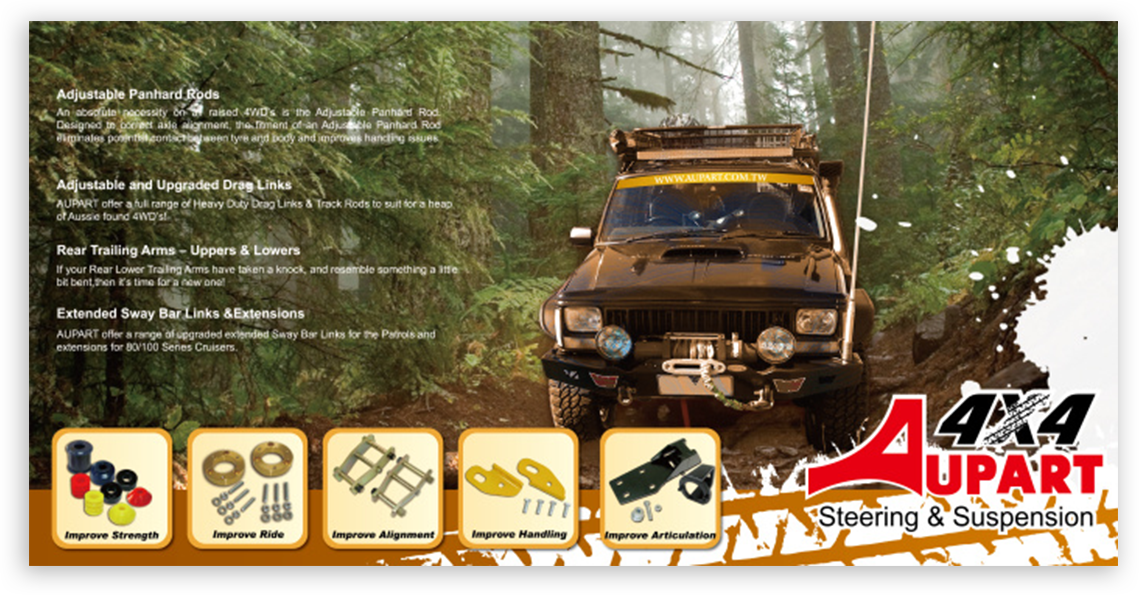 Adjustable Panhard Rods
An absolute necessity on all raised 4WD's is the Adjustable Panhard Rod.
Designed to correct axle alignment, the fitment of an Adjustable Panhard Rod
eliminates potential contact between tyre and body and improves handling issues.
Adjustable and Upgraded Drag Links
AUPART offer a full range of Heavy Duty Drag Links & Track Rods to suit for a heap
of Aussie found 4WD's!
Rear Trailing Arms – Uppers & Lowers
If your Rear Lower Trailing Arms have taken a knock, and resemble something a little
bit bent,then it's time for a new one!
Extended Sway Bar Links &Extensions
AUPART offer a range of upgraded extended Sway Bar Links for the Patrols and
extensions for 80/100 Series Cruisers.
WWW.AUPART.COM.TW
4X4
AUPART
Steering & Suspension
Improve Strength
Improve Ride
Improve Alignment
Improve Handling
Improve Articulation